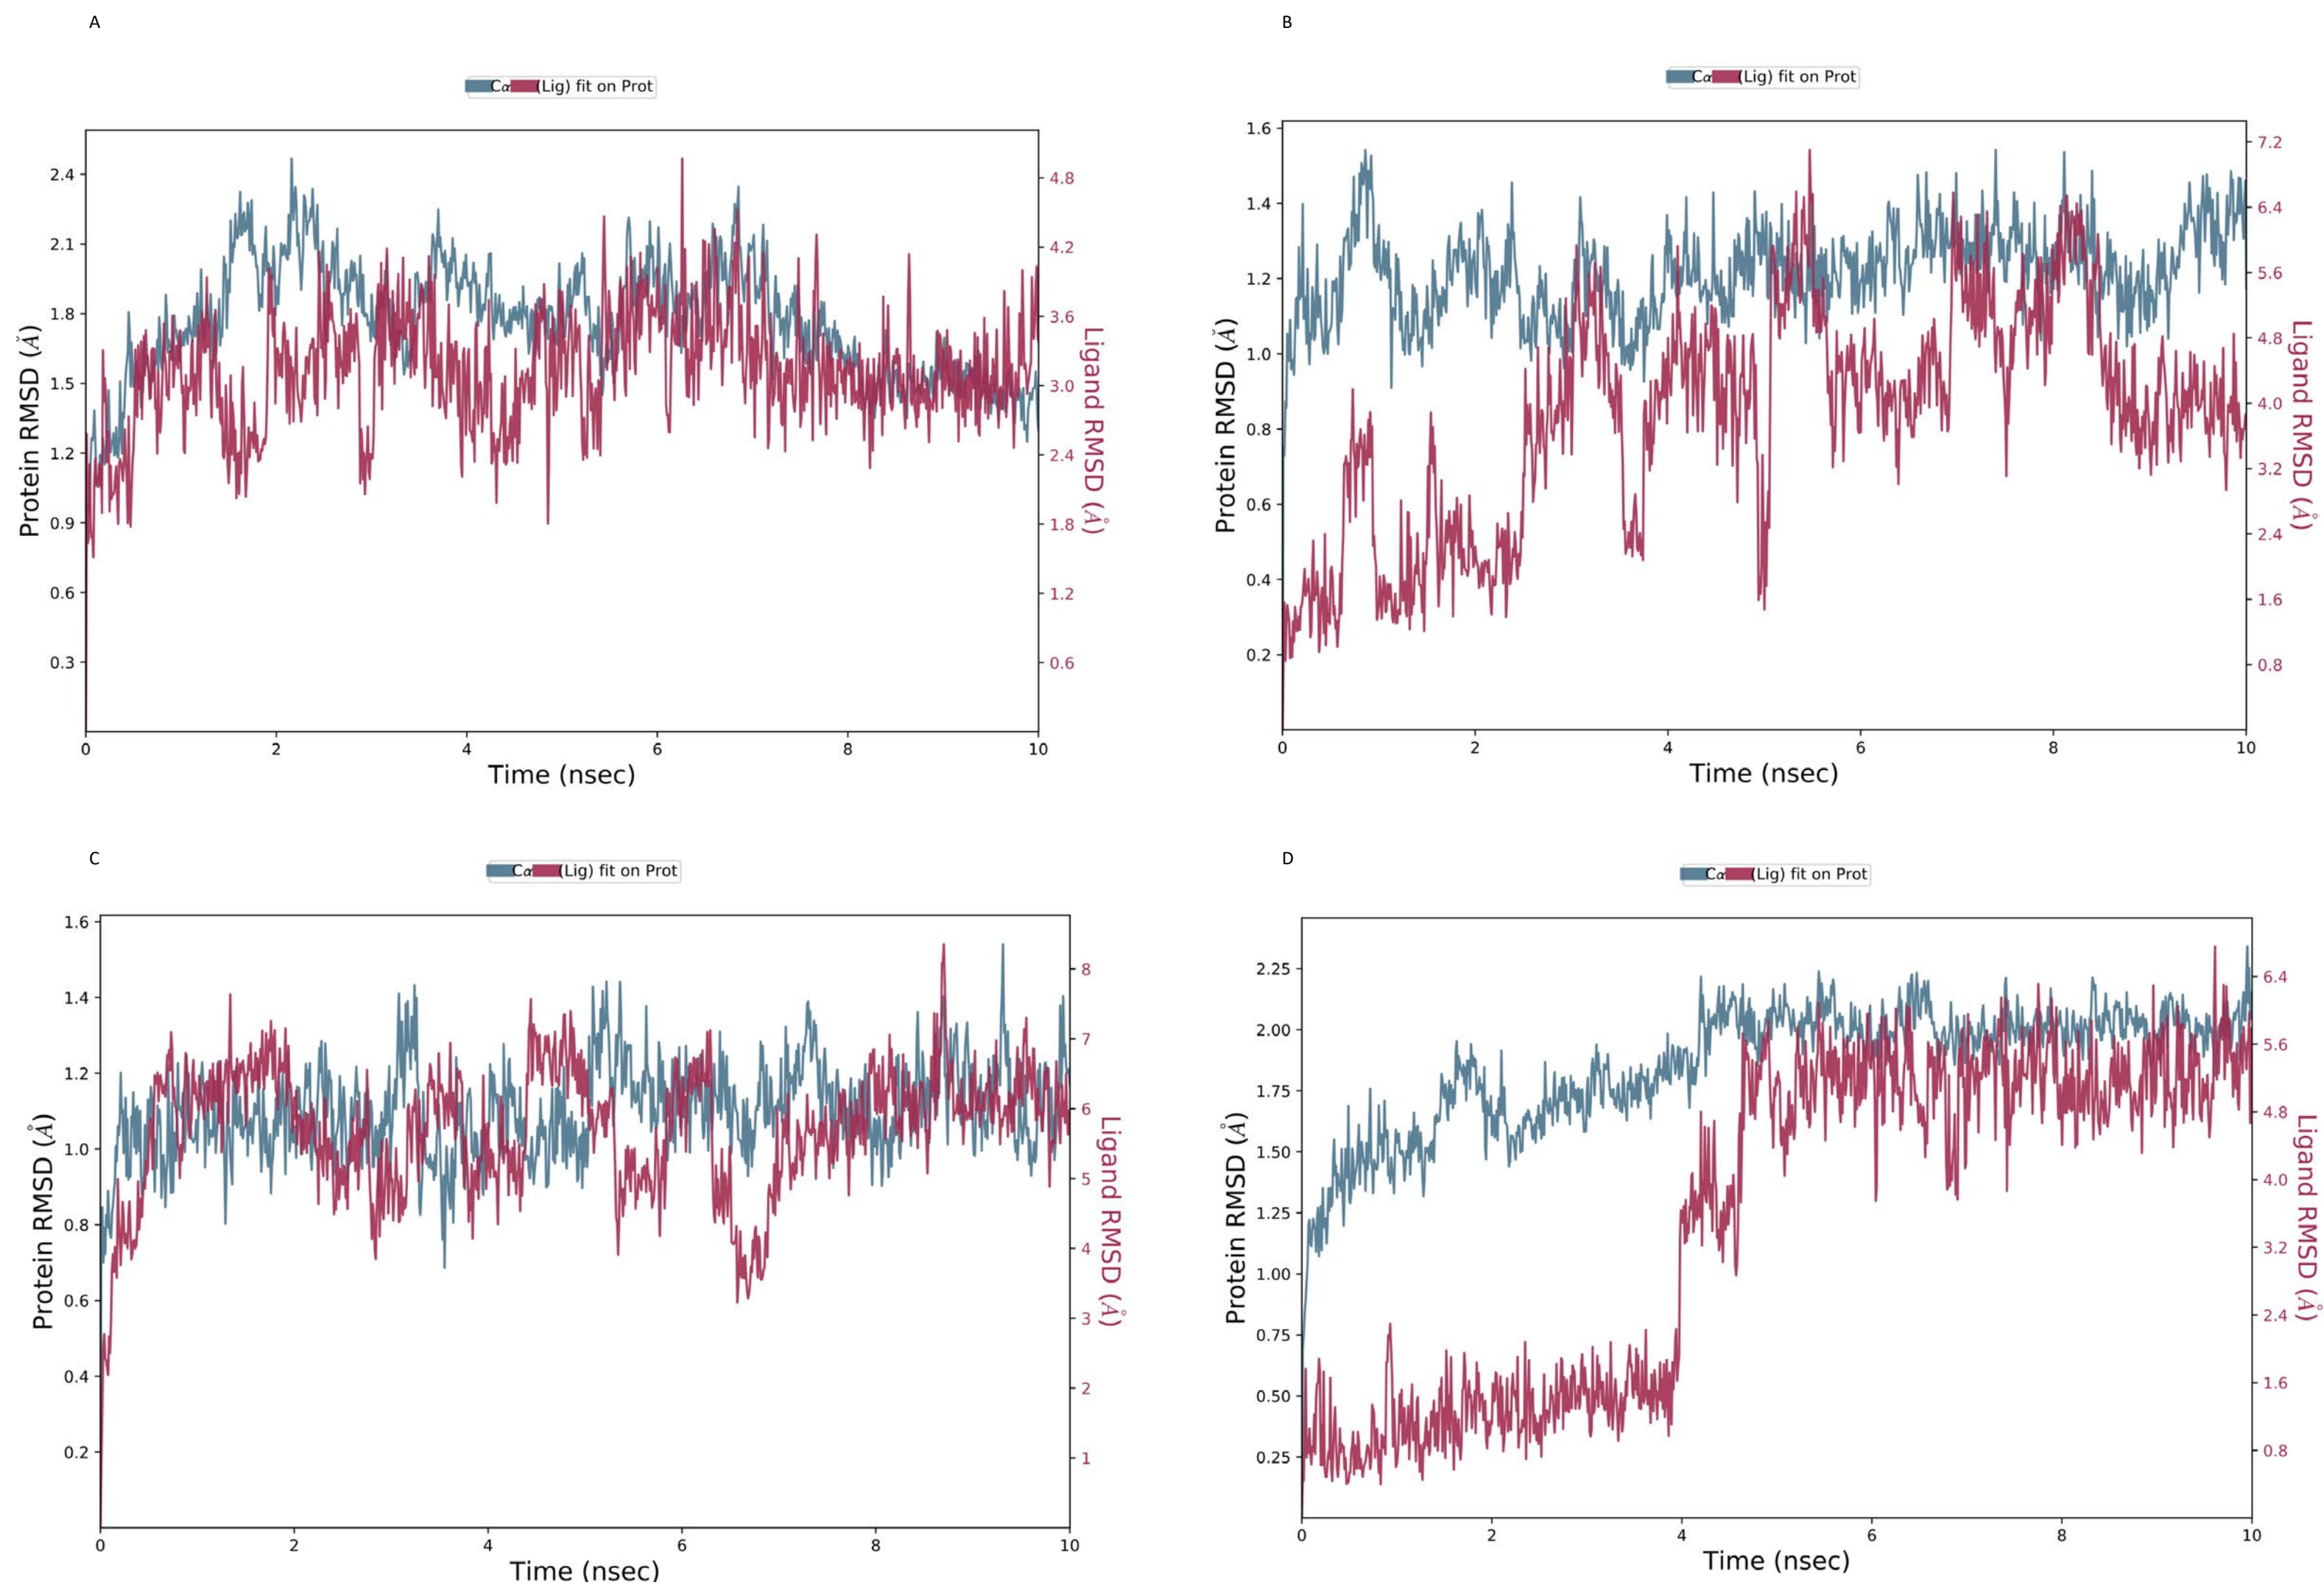 A
Cα (Lig) fit on Prot
Protein RMSD (Å)
2.4
2.1
1.8
1.5
1.2
0.9
0.6
0.3
4.8
4.2
3.6
3.0
2.4
1.8
1.2
0.6
Ligand RMSD (Å)
0 2 4 6 8 10
Time (nsec)
B
Cα (Lig) fit on Prot
Protein RMSD (Å)
1.6
1.4
1.2
1.0
0.8
0.6
0.4
0.2
7.2
6.4
5.6
4.8
4.0
3.2
2.4
1.6
0.8
Ligand RMSD (Å)
0 2 4 6 8 10
Time (nsec)
C
Cα (Lig) fit on Prot
Protein RMSD (Å)
1.6
1.4
1.2
1.0
0.8
0.6
0.4
0.2
8
7
6
5
4
3
2
1
Ligand RMSD (Å)
0 2 4 6 8 10
Time (nsec)
D
Cα (Lig) fit on Prot
Protein RMSD (Å)
2.25
2.00
1.75
1.50
1.25
1.00
0.75
0.50
0.25
6.4
5.6
4.8
4.0
3.2
2.4
1.6
0.8
Ligand RMSD (Å)
0 2 4 6 8 10
Time (nsec)